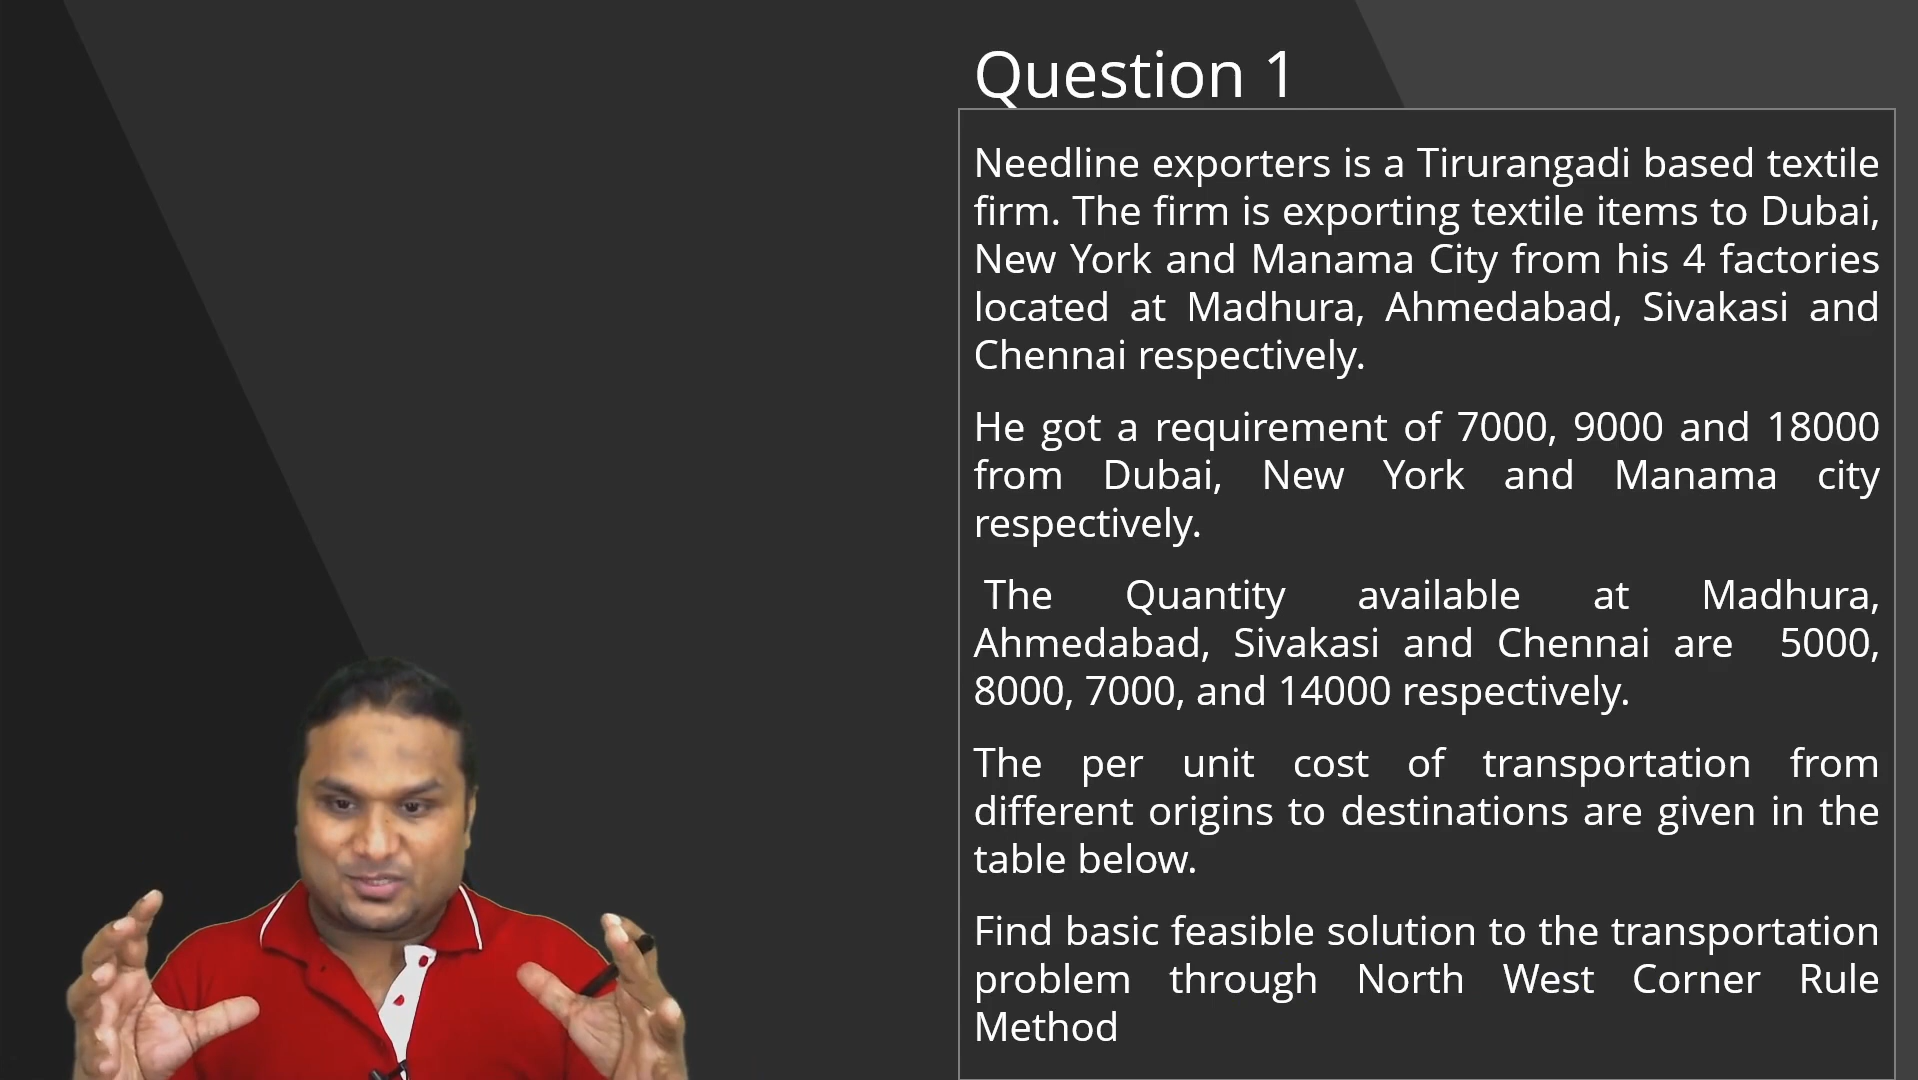 Question 1
Needline exporters is a Tirurangadi based textile
firm. The firm is exporting textile items to Dubai,
New York and Manama City from his 4 factories
located at Madhura, Ahmedabad, Sivakasi and
Chennai respectively.
He got a requirement of 7000, 9000 and 18000
from Dubai, New York and Manama city
respectively.
The Quantity available at Madhura,
Ahmedabad, Sivakasi and Chennai are 5000,
8000, 7000, and 14000 respectively.
The per unit cost of transportation from
different origins to destinations are given in the
table below.
Find basic feasible solution to the transportation
problem through North West Corner Rule
Method